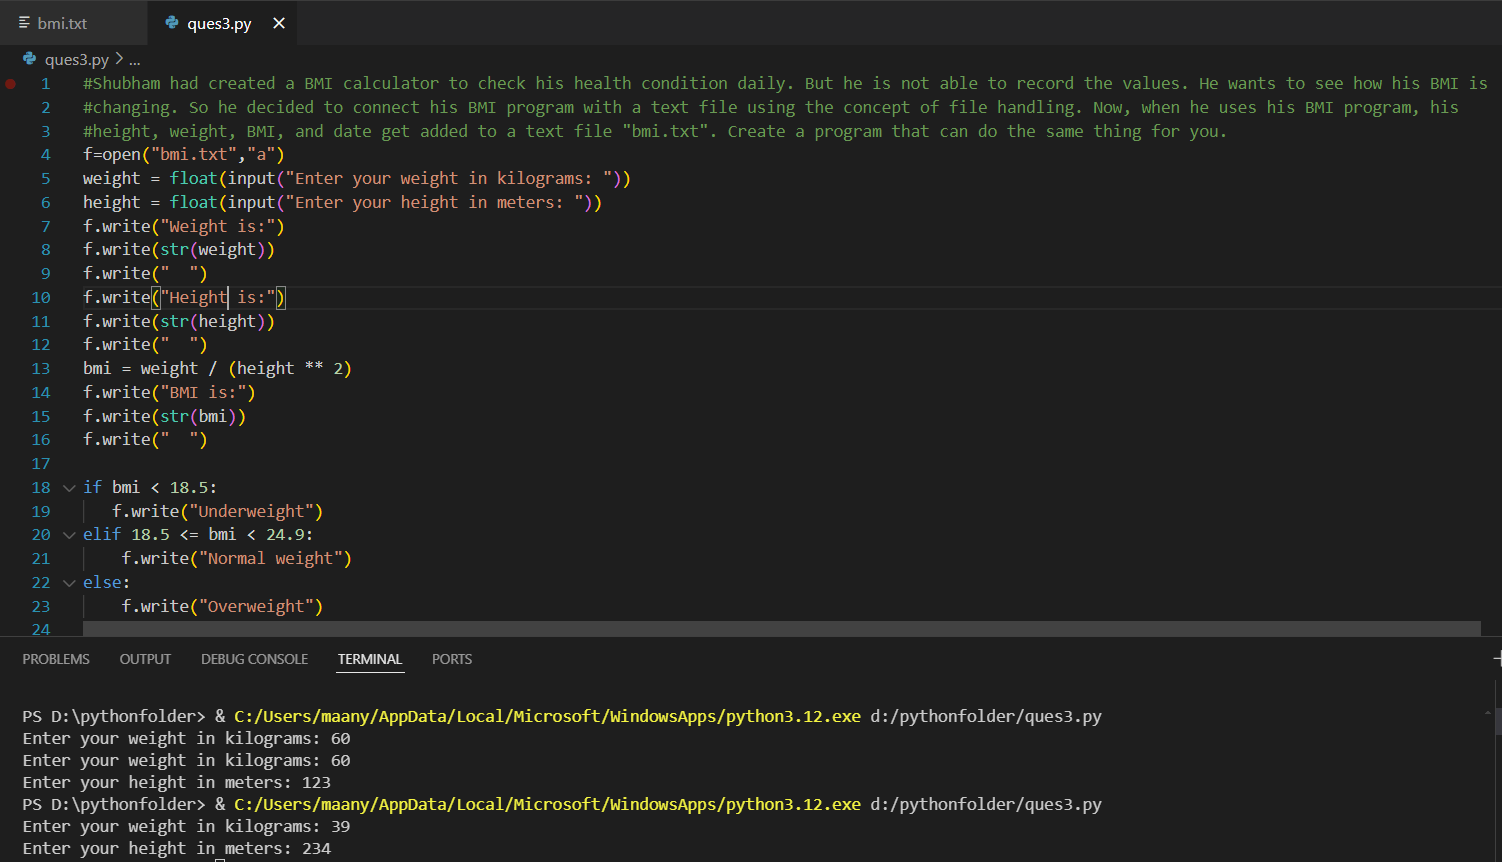 bmi.txt
ques3.py
ques3.py > ...
1 #Shubham had created a BMI calculator to check his health condition daily. But he is not able to record the values. He wants to see how his BMI is
2 #changing. So he decided to connect his BMI program with a text file using the concept of file handling. Now, when he uses his BMI program, his
3 #height, weight, BMI, and date get added to a text file "bmi.txt". Create a program that can do the same thing for you.
4 f=open("bmi.txt","a")
5 weight = float(input("Enter your weight in kilograms: "))
6 height = float(input("Enter your height in meters: "))
7 f.write("Weight is:")
8 f.write(str(weight))
9 f.write("  ")
10 f.write("Height is:")
11 f.write(str(height))
12 f.write("  ")
13 bmi = weight / (height ** 2)
14 f.write("BMI is:")
15 f.write(str(bmi))
16 f.write("  ")
17
18 if bmi < 18.5:
19    f.write("Underweight")
20 elif 18.5 <= bmi < 24.9:
21     f.write("Normal weight")
22 else:
23     f.write("Overweight")
24
PROBLEMS OUTPUT DEBUG CONSOLE TERMINAL PORTS
PS D:\pythonfolder> & C:/Users/maany/AppData/Local/Microsoft/WindowsApps/python3.12.exe d:/pythonfolder/ques3.py
Enter your weight in kilograms: 60
Enter your weight in kilograms: 60
Enter your height in meters: 123
PS D:\pythonfolder> & C:/Users/maany/AppData/Local/Microsoft/WindowsApps/python3.12.exe d:/pythonfolder/ques3.py
Enter your weight in kilograms: 39
Enter your height in meters: 234